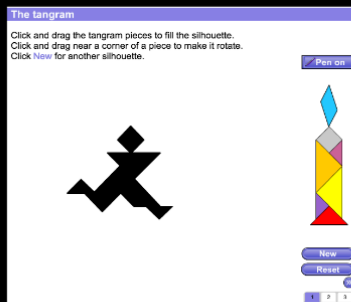 The tangram
Click and drag the tangram pieces to fill the silhouette.
Click and drag near a corner of a piece to make it rotate.
Click New for another silhouette.
Pen on
New
Reset
1 2 3